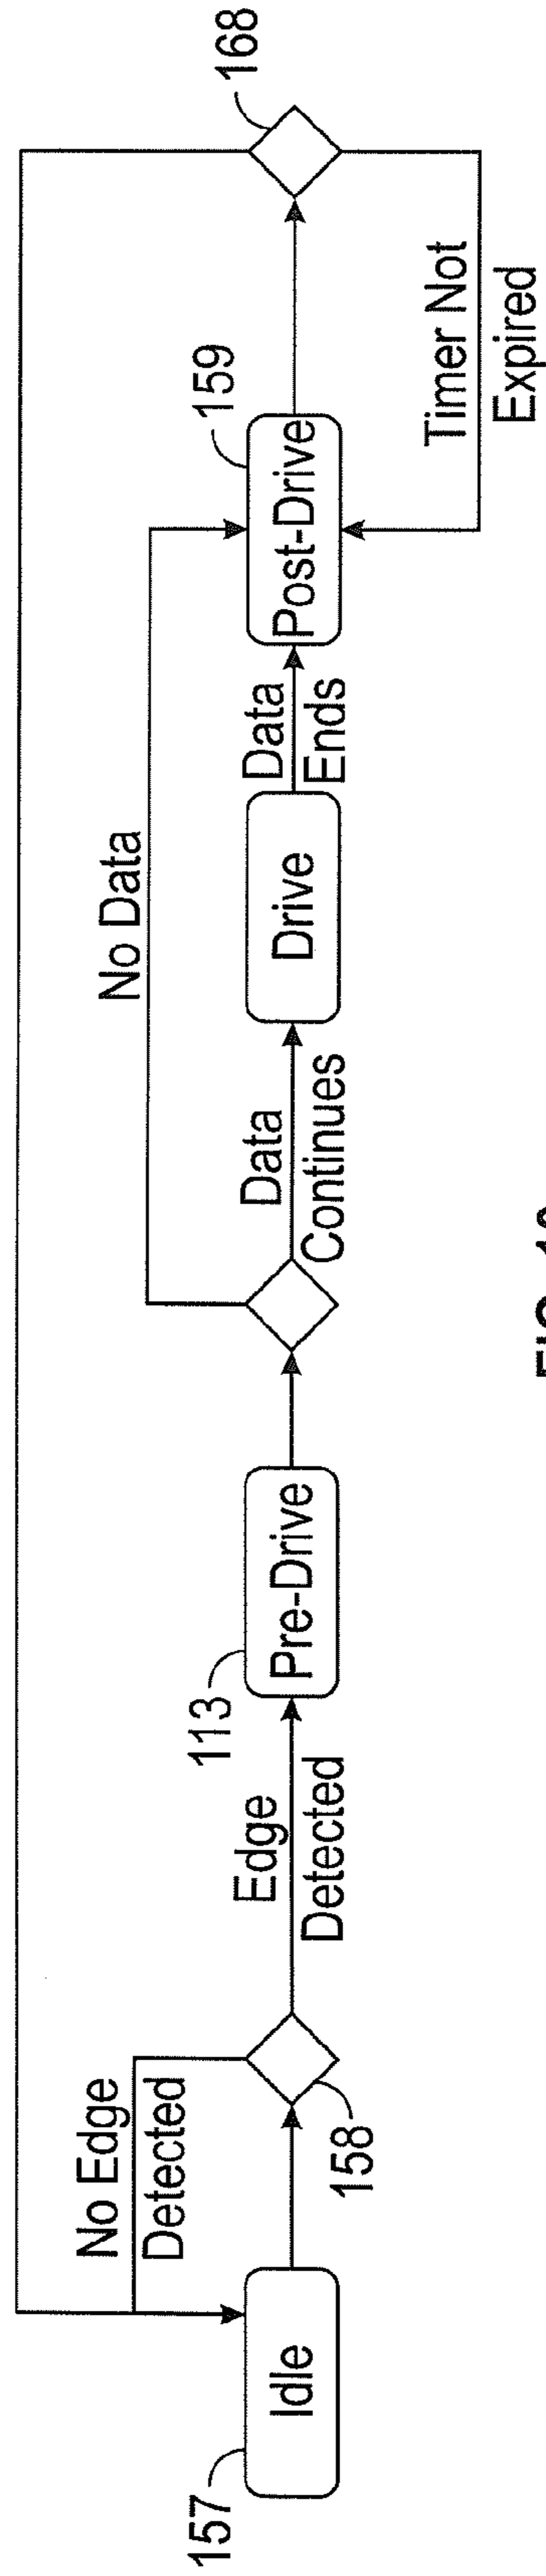 157
Idle
No Edge
Detected
158
Edge
Detected
113
Pre-Drive
Data
Continues
No Data
Drive
Data
Ends
159
Post-Drive
Timer Not
Expired
168